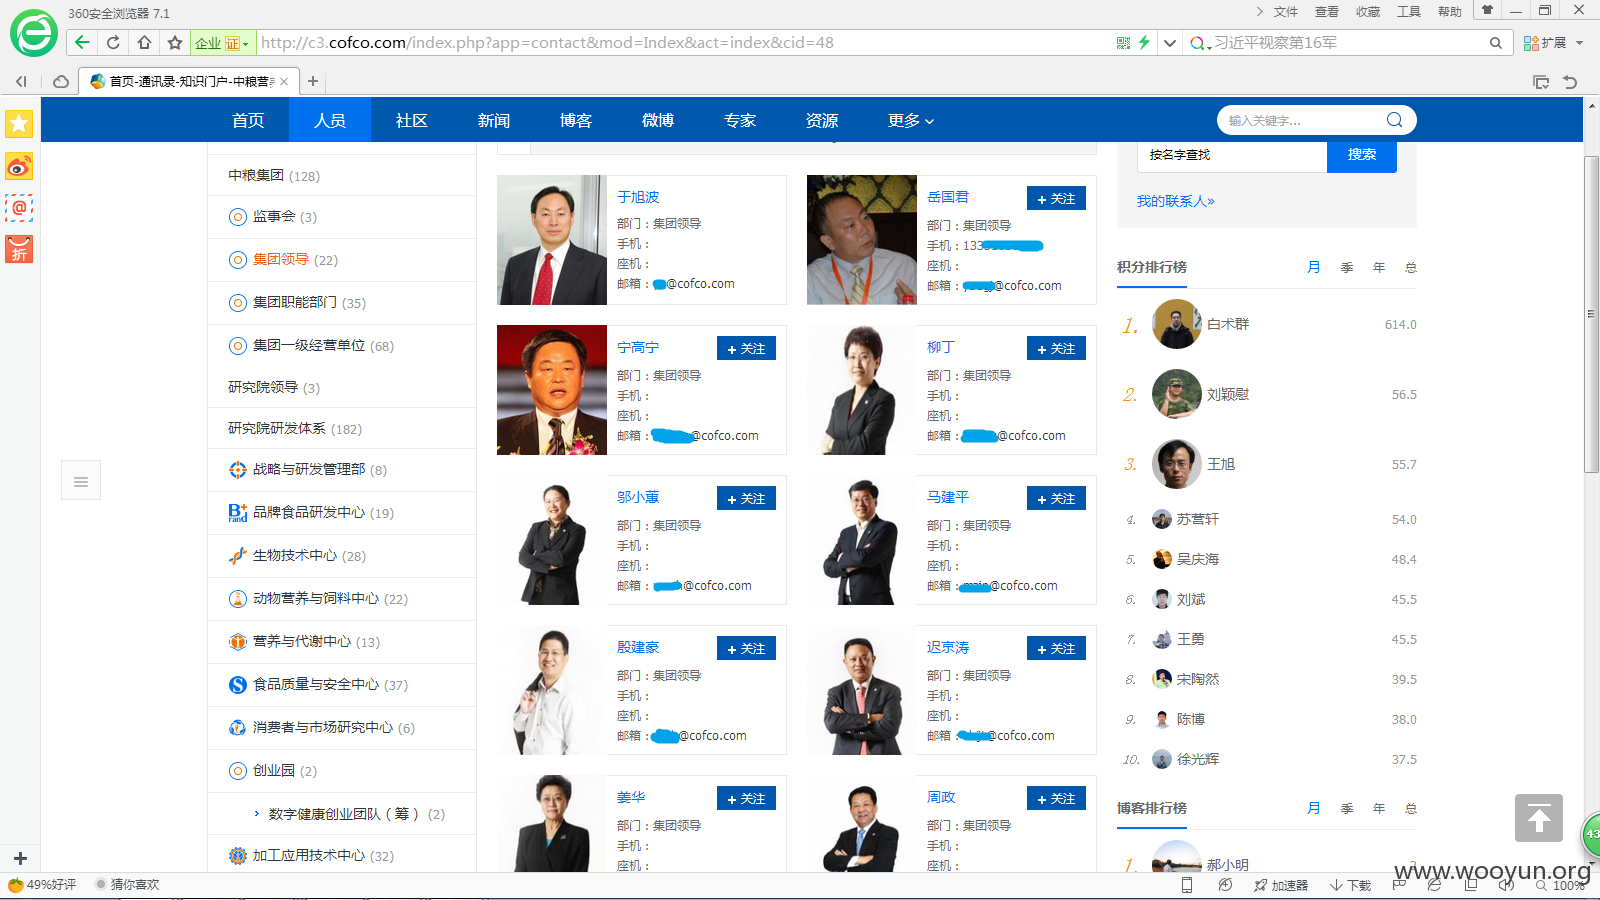 360安全浏览器 7.1
文件 查看 收藏 工具 帮助
企业 证 http://c3.cofco.com/index.php?app=contact&mod=Index&act=index&cid=48
习近平视察第16军
扩展
首页-通讯录-知识门户-中粮营
首页 人员 社区 新闻 博客 微博 专家 资源 更多
输入关键字...
中粮集团 (128)
监事会 (3)
集团领导 (22)
集团职能部门 (35)
集团一级经营单位 (68)
研究院领导 (3)
研究院研发体系 (182)
战略与研发管理部 (8)
品牌食品研发中心 (19)
生物技术中心 (28)
动物营养与饲料中心 (22)
营养与代谢中心 (13)
食品质量与安全中心 (37)
消费者与市场研究中心 (6)
创业园 (2)
数字健康创业团队（筹） (2)
加工应用技术中心 (32)
于旭波
部门：集团领导
手机：
座机：
邮箱： @cofco.com
岳国君
+ 关注
部门：集团领导
手机：133
座机：
邮箱： @cofco.com
宁高宁
+ 关注
部门：集团领导
手机：
座机：
邮箱： @cofco.com
柳丁
+ 关注
部门：集团领导
手机：
座机：
邮箱： @cofco.com
邬小蕙
+ 关注
部门：集团领导
手机：
座机：
邮箱： @cofco.com
马建平
+ 关注
部门：集团领导
手机：
座机：
邮箱： @cofco.com
殷建豪
+ 关注
部门：集团领导
手机：
座机：
邮箱： @cofco.com
迟京涛
+ 关注
部门：集团领导
手机：
座机：
邮箱： @cofco.com
姜华
+ 关注
部门：集团领导
手机：
座机：
周政
+ 关注
部门：集团领导
手机：
座机：
按名字查找
搜索
我的联系人»
积分排行榜 月 季 年 总
1. 白术群 614.0
2. 刘颖慰 56.5
3. 王旭 55.7
4. 苏营轩 54.0
5. 吴庆海 48.4
6. 刘斌 45.5
7. 王勇 45.5
8. 宋陶然 39.5
9. 陈博 38.0
10. 徐光辉 37.5
博客排行榜 月 季 年 总
1. 郝小明
43
www.wooyun.org
49%好评 猜你喜欢
加速器 下载 100%